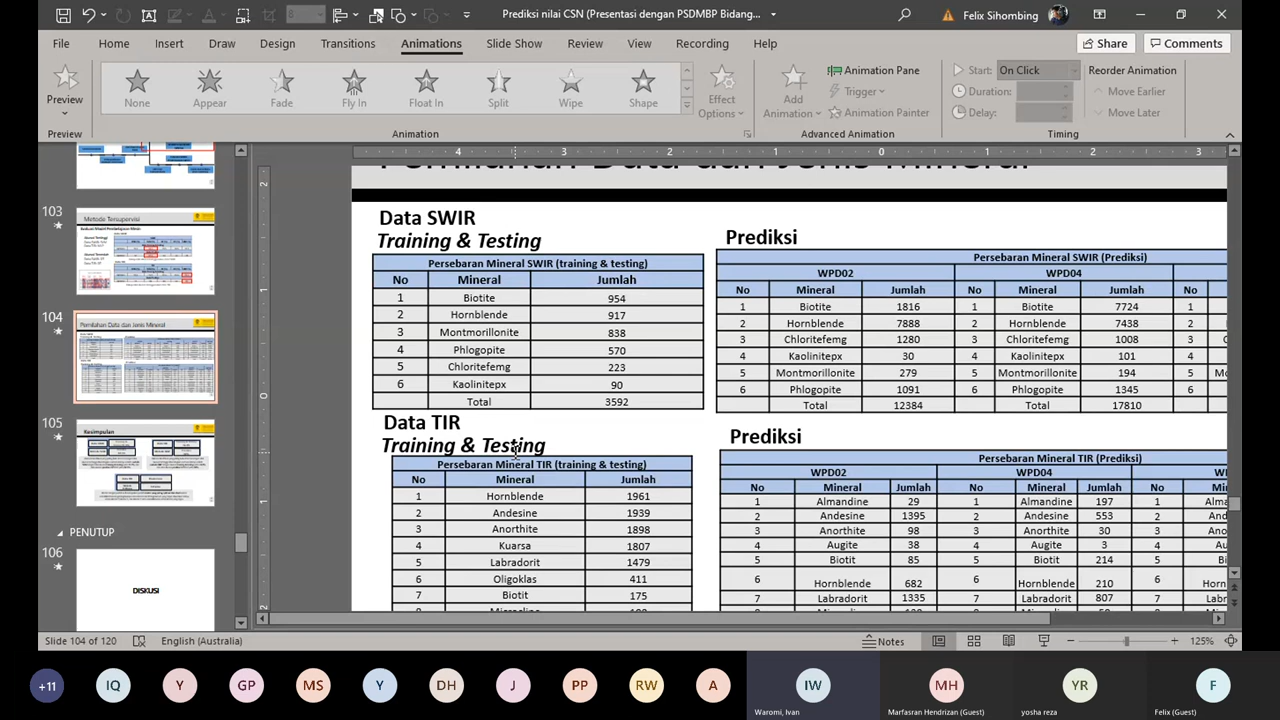 Prediksi nilai CSN (Presentasi dengan PSDMBP Bidang...
Felix Sihombing
File Home Insert Draw Design Transitions Animations Slide Show Review View Recording Help
Share Comments
Preview
None Appear Fade Fly In Float In Split Wipe Shape
Effect Options
Add Animation
Animation Pane
Trigger
Animation Painter
Start: On Click
Duration:
Delay:
Reorder Animation
Move Earlier
Move Later
Preview Animation Advanced Animation Timing
103
Metode Tersupervisi
104
Pemilahan Data dan Jenis Mineral
105
Kesimpulan
PENUTUP
106
DISKUSI
Data SWIR
Training & Testing
Persebaran Mineral SWIR (training & testing)
No Mineral Jumlah
1 Biotite 954
2 Hornblende 917
3 Montmorillonite 838
4 Phlogopite 570
5 Chloritefemg 223
6 Kaolinitepx 90
Total 3592
Prediksi
Persebaran Mineral SWIR (Prediksi)
WPD02 WPD04
No Mineral Jumlah No Mineral Jumlah No
1 Biotite 1816 1 Biotite 7724 1
2 Hornblende 7888 2 Hornblende 7438 2
3 Chloritefemg 1280 3 Chloritefemg 1008 3
4 Kaolinitepx 30 4 Kaolinitepx 101 4
5 Montmorillonite 279 5 Montmorillonite 194 5
6 Phlogopite 1091 6 Phlogopite 1345 6
Total 12384 Total 17810
Data TIR
Training & Testing
Persebaran Mineral TIR (training & testing)
No Mineral Jumlah
1 Hornblende 1961
2 Andesine 1939
3 Anorthite 1898
4 Kuarsa 1807
5 Labradorit 1479
6 Oligoklas 411
7 Biotit 175
Prediksi
Persebaran Mineral TIR (Prediksi)
WPD02 WPD04
No Mineral Jumlah No Mineral Jumlah No
1 Almandine 29 1 Almandine 197 1
2 Andesine 1395 2 Andesine 553 2
3 Anorthite 98 3 Anorthite 30 3
4 Augite 38 4 Augite 3 4
5 Biotit 85 5 Biotit 214 5
6 Hornblende 682 6 Hornblende 210 6
7 Labradorit 1335 7 Labradorit 807 7
Slide 104 of 120 English (Australia) Notes 125%
+11 IQ Y GP MS Y DH J PP RW A IW MH YR F
Waromi, Ivan Marfasran Hendrizan (Guest) yosha reza Felix (Guest)